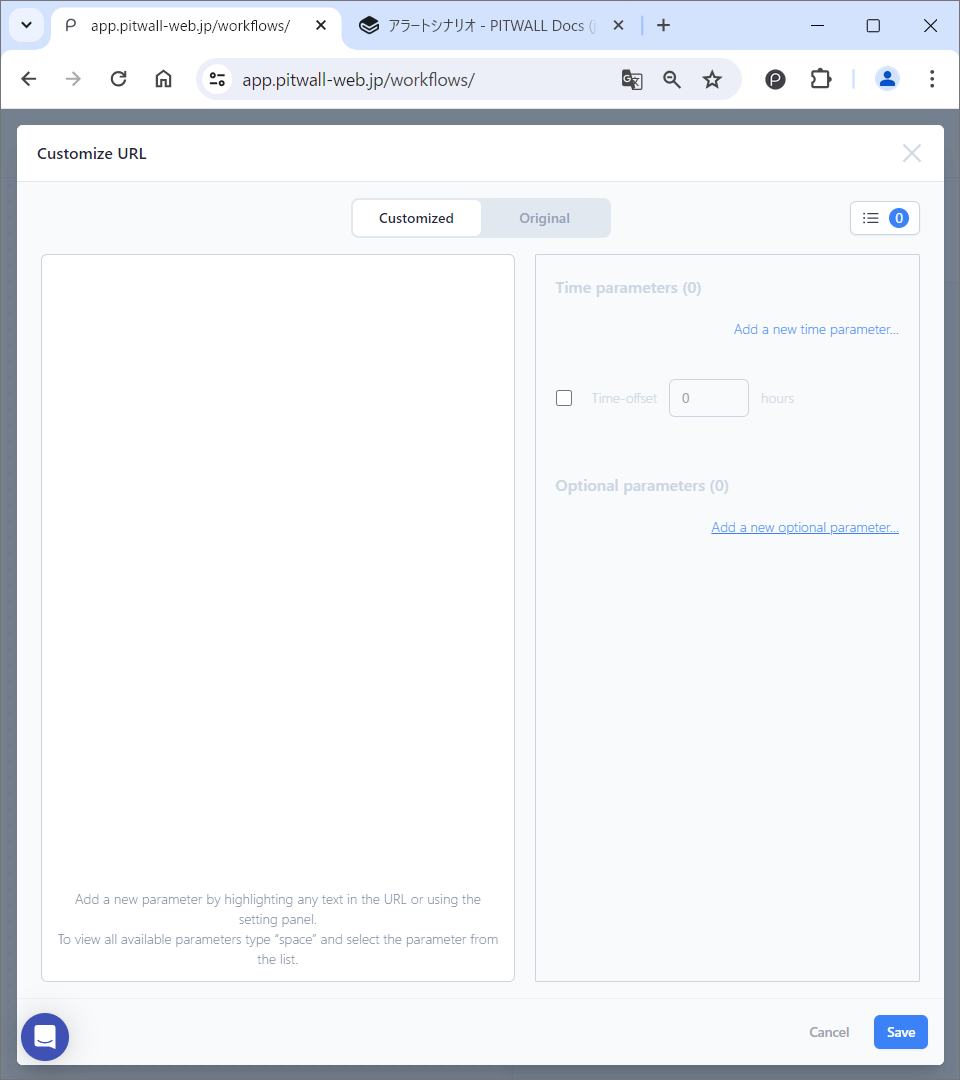 app.pitwall-web.jp/workflows/
アラートシナリオ - PITWALL Docs (j
app.pitwall-web.jp/workflows/
Customize URL
Customized
Original
0
Time parameters (0)
Add a new time parameter...
Time-offset
0
hours
Optional parameters (0)
Add a new optional parameter...
Add a new parameter by highlighting any text in the URL or using the
setting panel.
To view all available parameters type “space” and select the parameter from
the list.
Cancel
Save